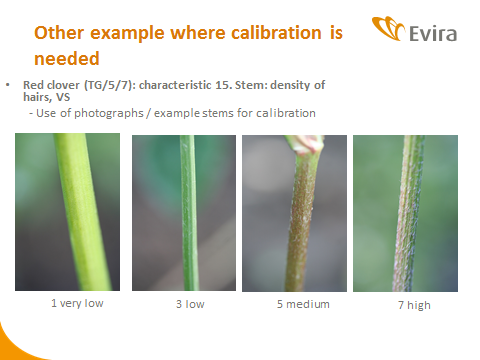 Other example where calibration is
needed
Evira
• Red clover (TG/5/7): characteristic 15. Stem: density of
hairs, VS
- Use of photographs / example stems for calibration
1 very low
3 low
5 medium
7 high